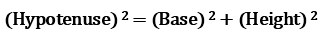 (Hypotenuse) ² = (Base) ² + (Height) ²